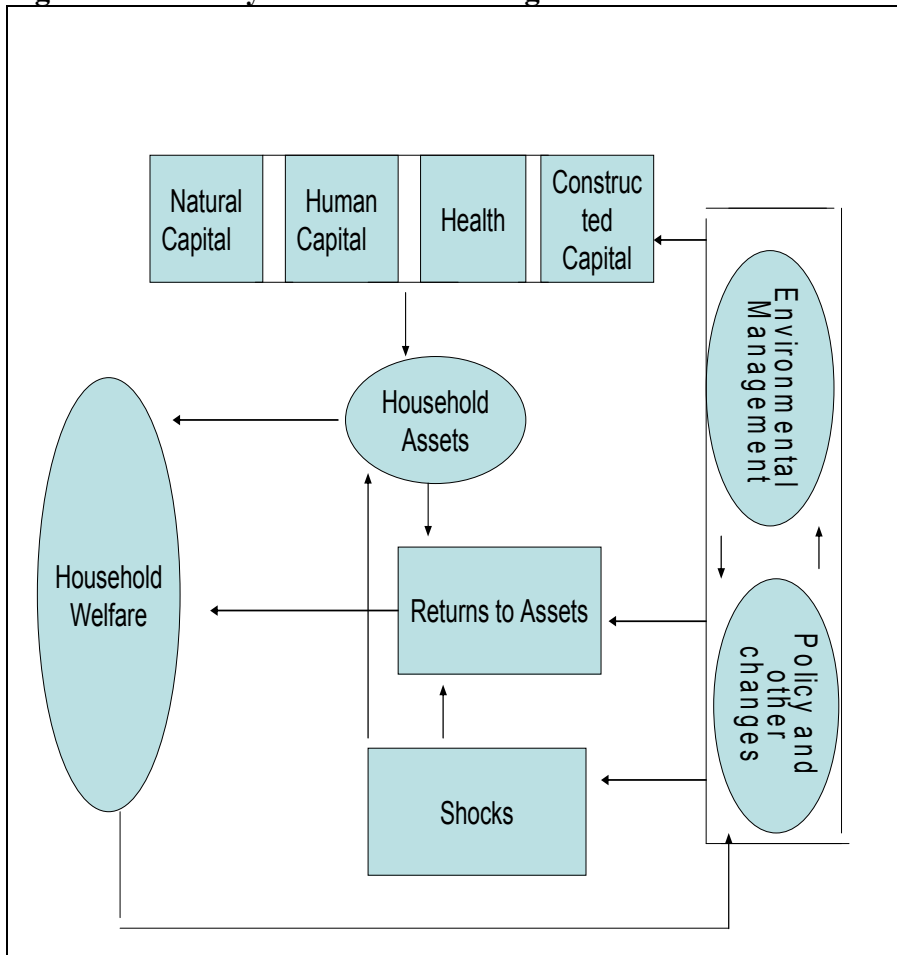 Natural
Capital
Human
Capital
Health
Construc
ted
Capital
Environmental
Management
Household
Assets
Household
Welfare
Returns to Assets
Policy and
other
changes
Shocks